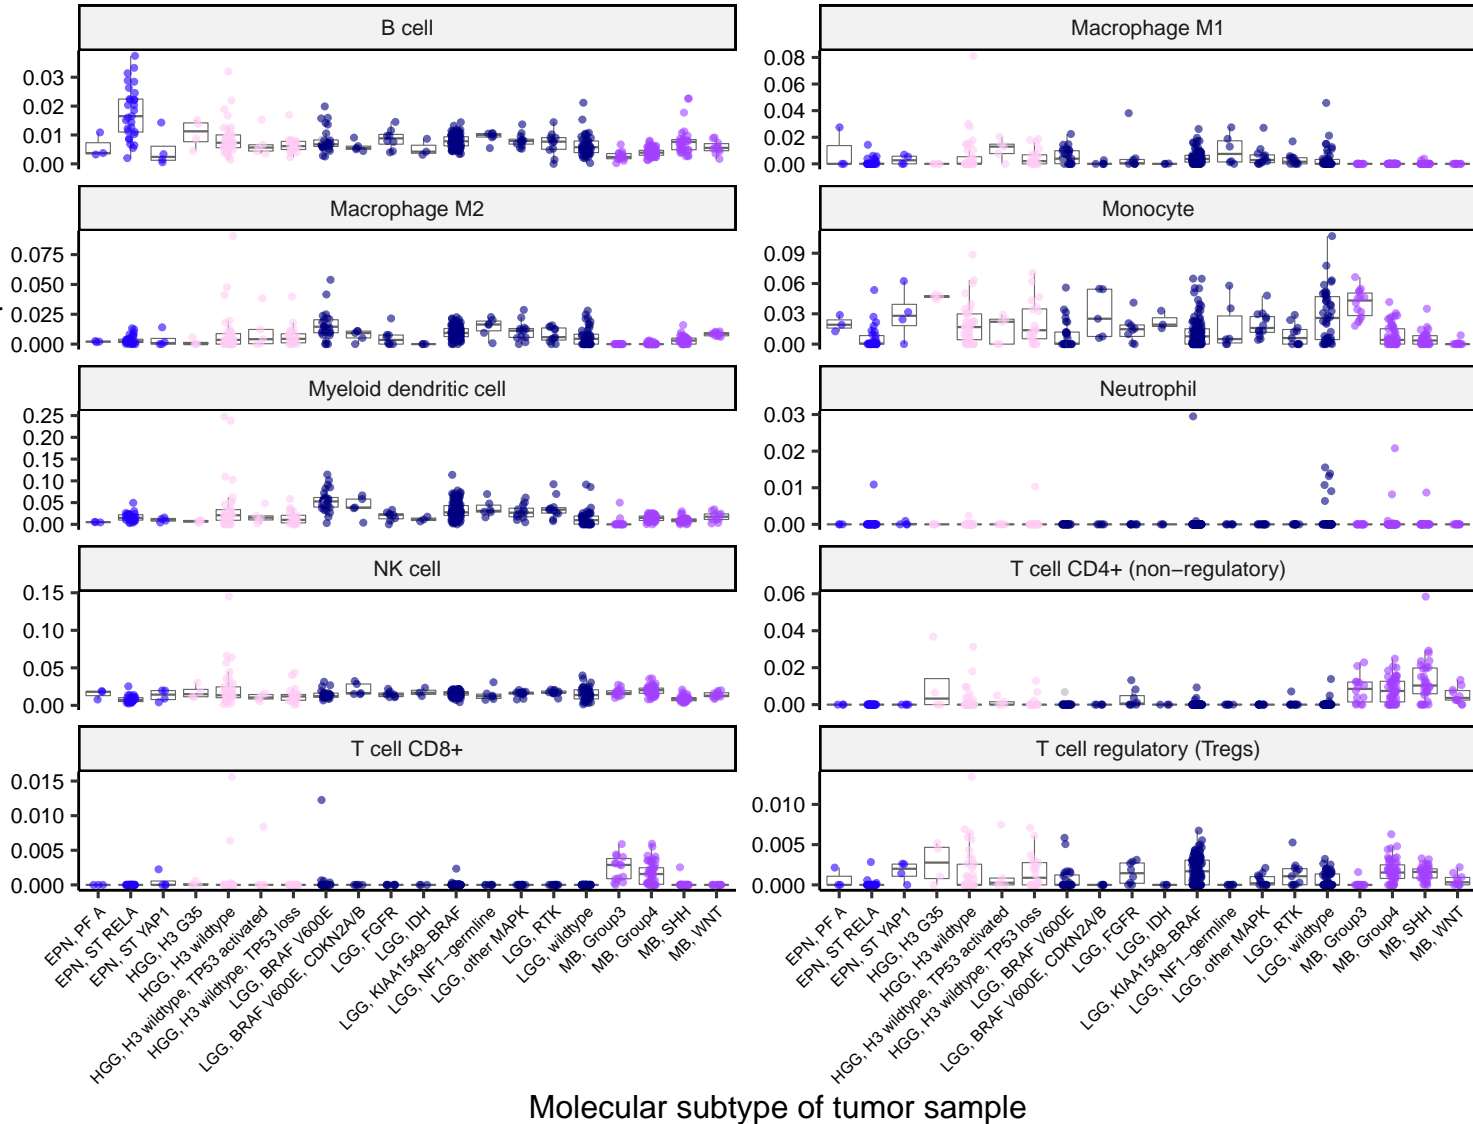 B cell
0.03
0.02
0.01
0.00
Macrophage M1
0.08
0.06
0.04
0.02
0.00
Macrophage M2
0.075
0.050
0.025
0.000
Monocyte
0.09
0.06
0.03
0.00
Myeloid dendritic cell
0.25
0.20
0.15
0.10
0.05
0.00
Neutrophil
0.03
0.02
0.01
0.00
NK cell
0.15
0.10
0.05
0.00
T cell CD4+ (non−regulatory)
0.06
0.04
0.02
0.00
T cell CD8+
0.015
0.010
0.005
0.000
T cell regulatory (Tregs)
0.010
0.005
0.000
EPN, PF A
EPN, ST RELA
EPN, ST YAP1
HGG, H3 G35
HGG, H3 wildtype
HGG, H3 wildtype, TP53 activated
HGG, H3 wildtype, TP53 loss
LGG, BRAF V600E
LGG, BRAF V600E, CDKN2A/B
LGG, FGFR
LGG, IDH
LGG, KIAA1549−BRAF
LGG, NF1−germline
LGG, other MAPK
LGG, RTK
LGG, wildtype
MB, Group3
MB, Group4
MB, SHH
MB, WNT
EPN, PF A
EPN, ST RELA
EPN, ST YAP1
HGG, H3 G35
HGG, H3 wildtype
HGG, H3 wildtype, TP53 activated
HGG, H3 wildtype, TP53 loss
LGG, BRAF V600E
LGG, BRAF V600E, CDKN2A/B
LGG, FGFR
LGG, IDH
LGG, KIAA1549−BRAF
LGG, NF1−germline
LGG, other MAPK
LGG, RTK
LGG, wildtype
MB, Group3
MB, Group4
MB, SHH
MB, WNT
Molecular subtype of tumor sample